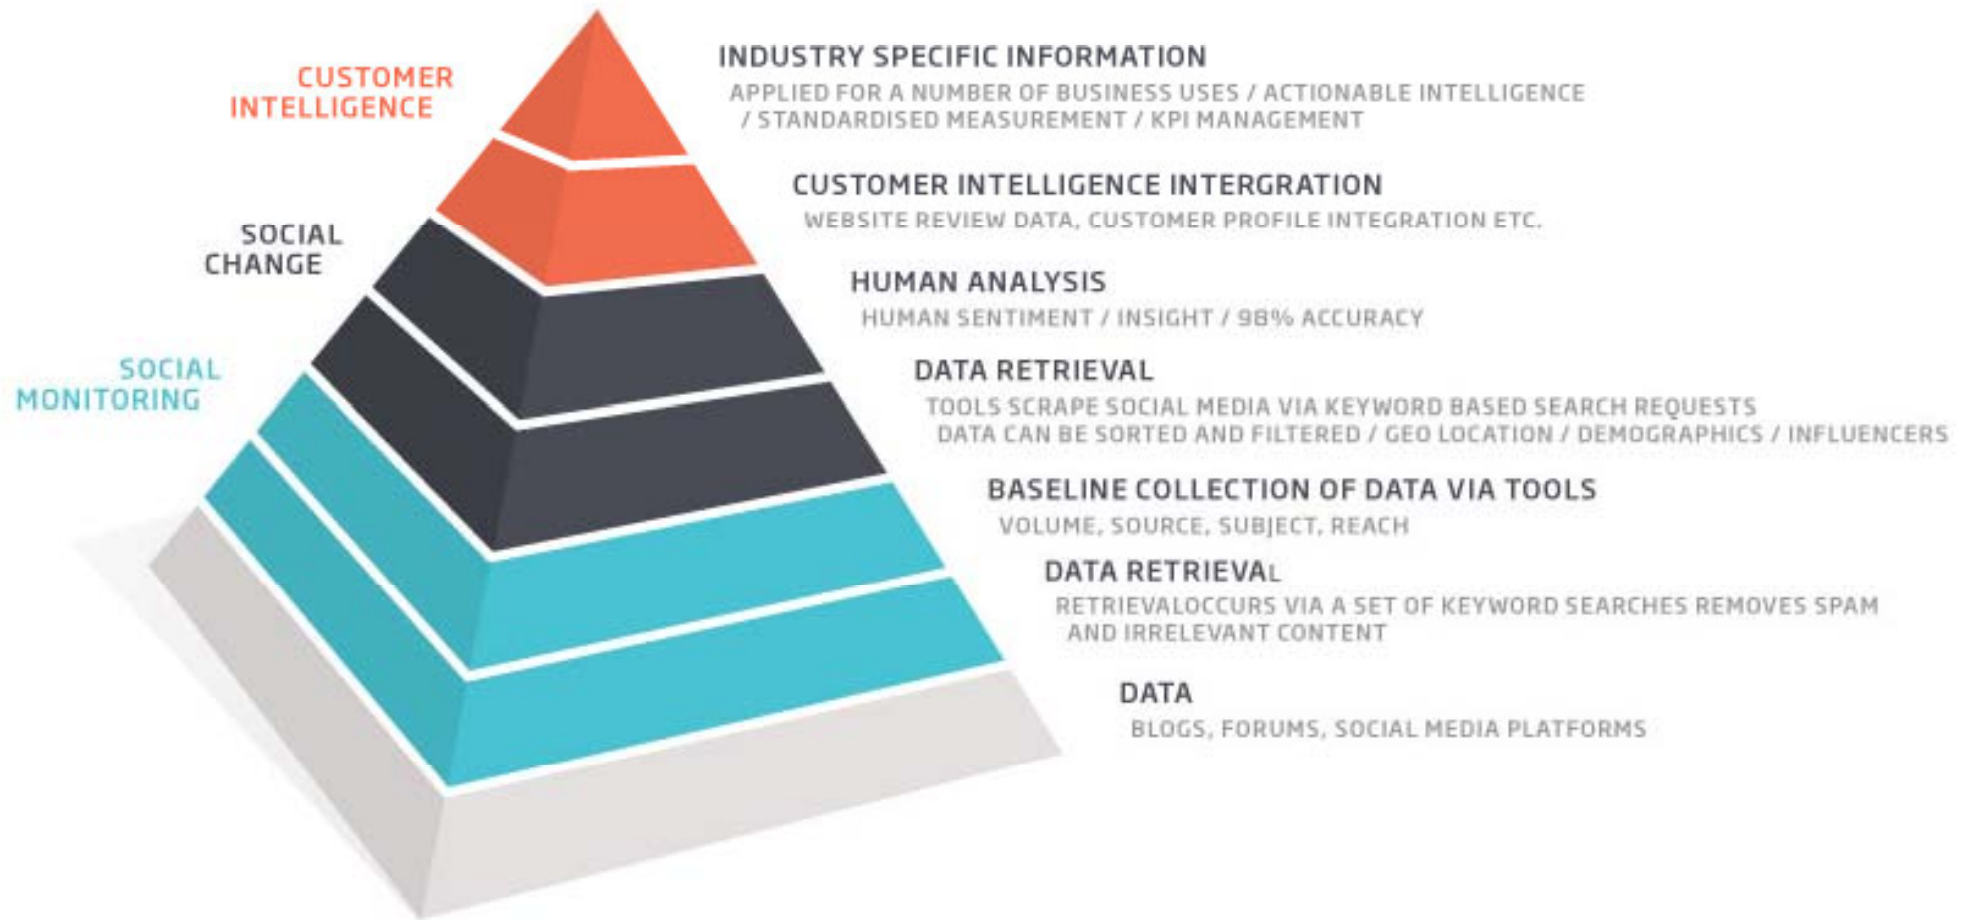 CUSTOMER
INTELLIGENCE
INDUSTRY SPECIFIC INFORMATION
APPLIED FOR A NUMBER OF BUSINESS USES / ACTIONABLE INTELLIGENCE
/ STANDARDISED MEASUREMENT / KPI MANAGEMENT
CUSTOMER INTELLIGENCE INTERGRATION
WEBSITE REVIEW DATA, CUSTOMER PROFILE INTEGRATION ETC.
SOCIAL
CHANGE
HUMAN ANALYSIS
HUMAN SENTIMENT / INSIGHT / 98% ACCURACY
SOCIAL
MONITORING
DATA RETRIEVAL
TOOLS SCRAPE SOCIAL MEDIA VIA KEYWORD BASED SEARCH REQUESTS
DATA CAN BE SORTED AND FILTERED / GEO LOCATION / DEMOGRAPHICS / INFLUENCERS
BASELINE COLLECTION OF DATA VIA TOOLS
VOLUME, SOURCE, SUBJECT, REACH
DATA RETRIEVAL
RETRIEVALOCCURS VIA A SET OF KEYWORD SEARCHES REMOVES SPAM
AND IRRELEVANT CONTENT
DATA
BLOGS, FORUMS, SOCIAL MEDIA PLATFORMS